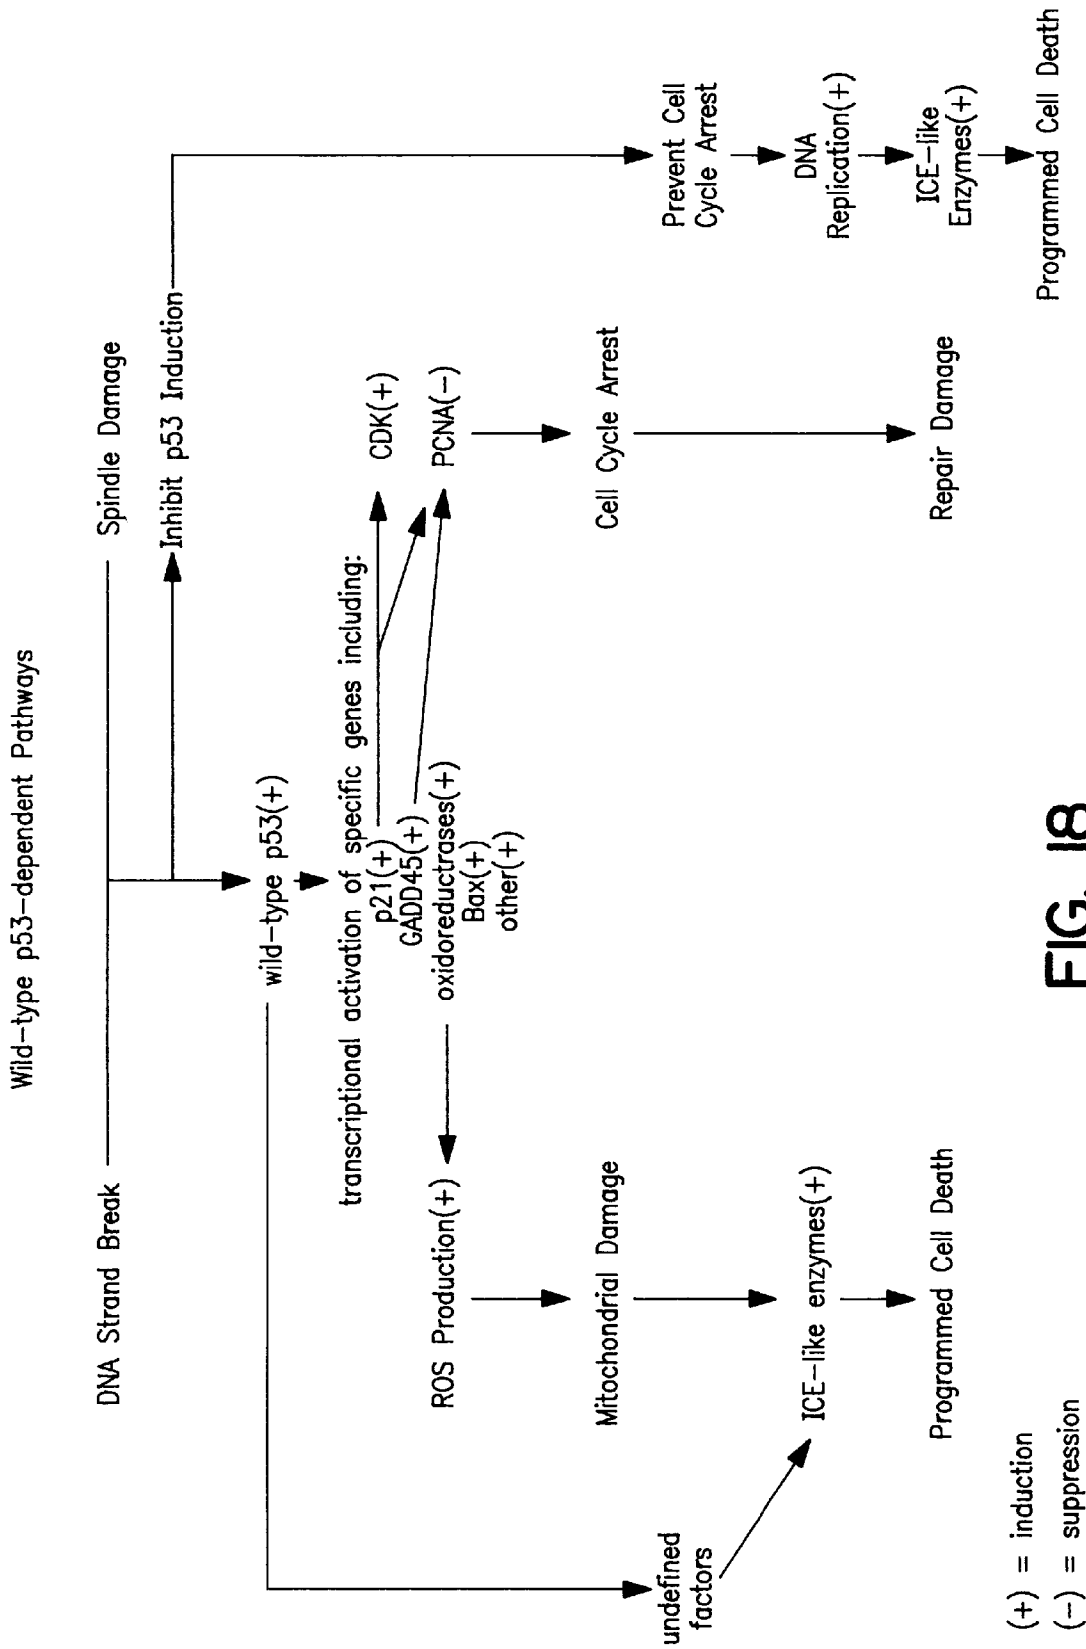 Wild-type p53-dependent Pathways
DNA Strand Break
Spindle Damage
Inhibit p53 Induction
wild-type p53(+)
transcriptional activation of specific genes including:
p21(+)
GADD45(+)
oxidoreductrases(+)
Bax(+)
other(+)
CDK(+)
PCNA(-)
ROS Production(+)
Mitochondrial Damage
Cell Cycle Arrest
undefined
factors
ICE-like enzymes(+)
Programmed Cell Death
Repair Damage
Prevent Cell
Cycle Arrest
DNA
Replication(+)
ICE-like
Enzymes(+)
Programmed Cell Death
(+) = induction
(-) = suppression
FIG. 18